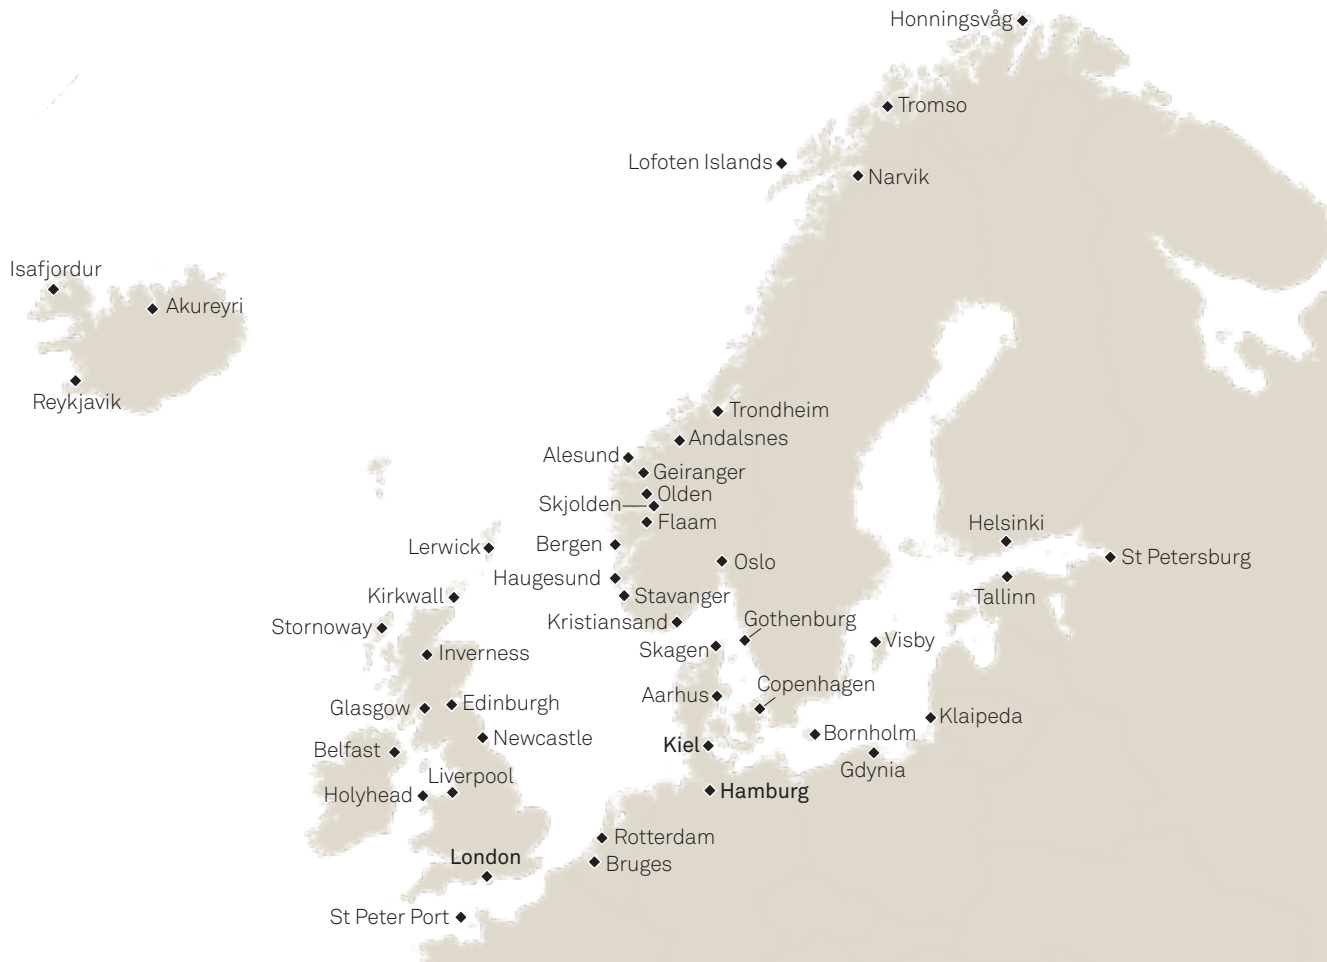 Honningsvåg
Tromso
Lofoten Islands
Narvik
Isafjordur
Akureyri
Reykjavik
Trondheim
Andalsnes
Alesund
Geiranger
Olden
Skjolden
Flaam
Helsinki
Bergen
Lerwick
St Petersburg
Oslo
Haugesund
Stavanger
Kirkwall
Tallinn
Kristiansand
Gothenburg
Stornoway
Visby
Skagen
Inverness
Copenhagen
Aarhus
Edinburgh
Glasgow
Klaipeda
Bornholm
Newcastle
Kiel
Belfast
Gdynia
Liverpool
Holyhead
Hamburg
Rotterdam
London
Bruges
St Peter Port